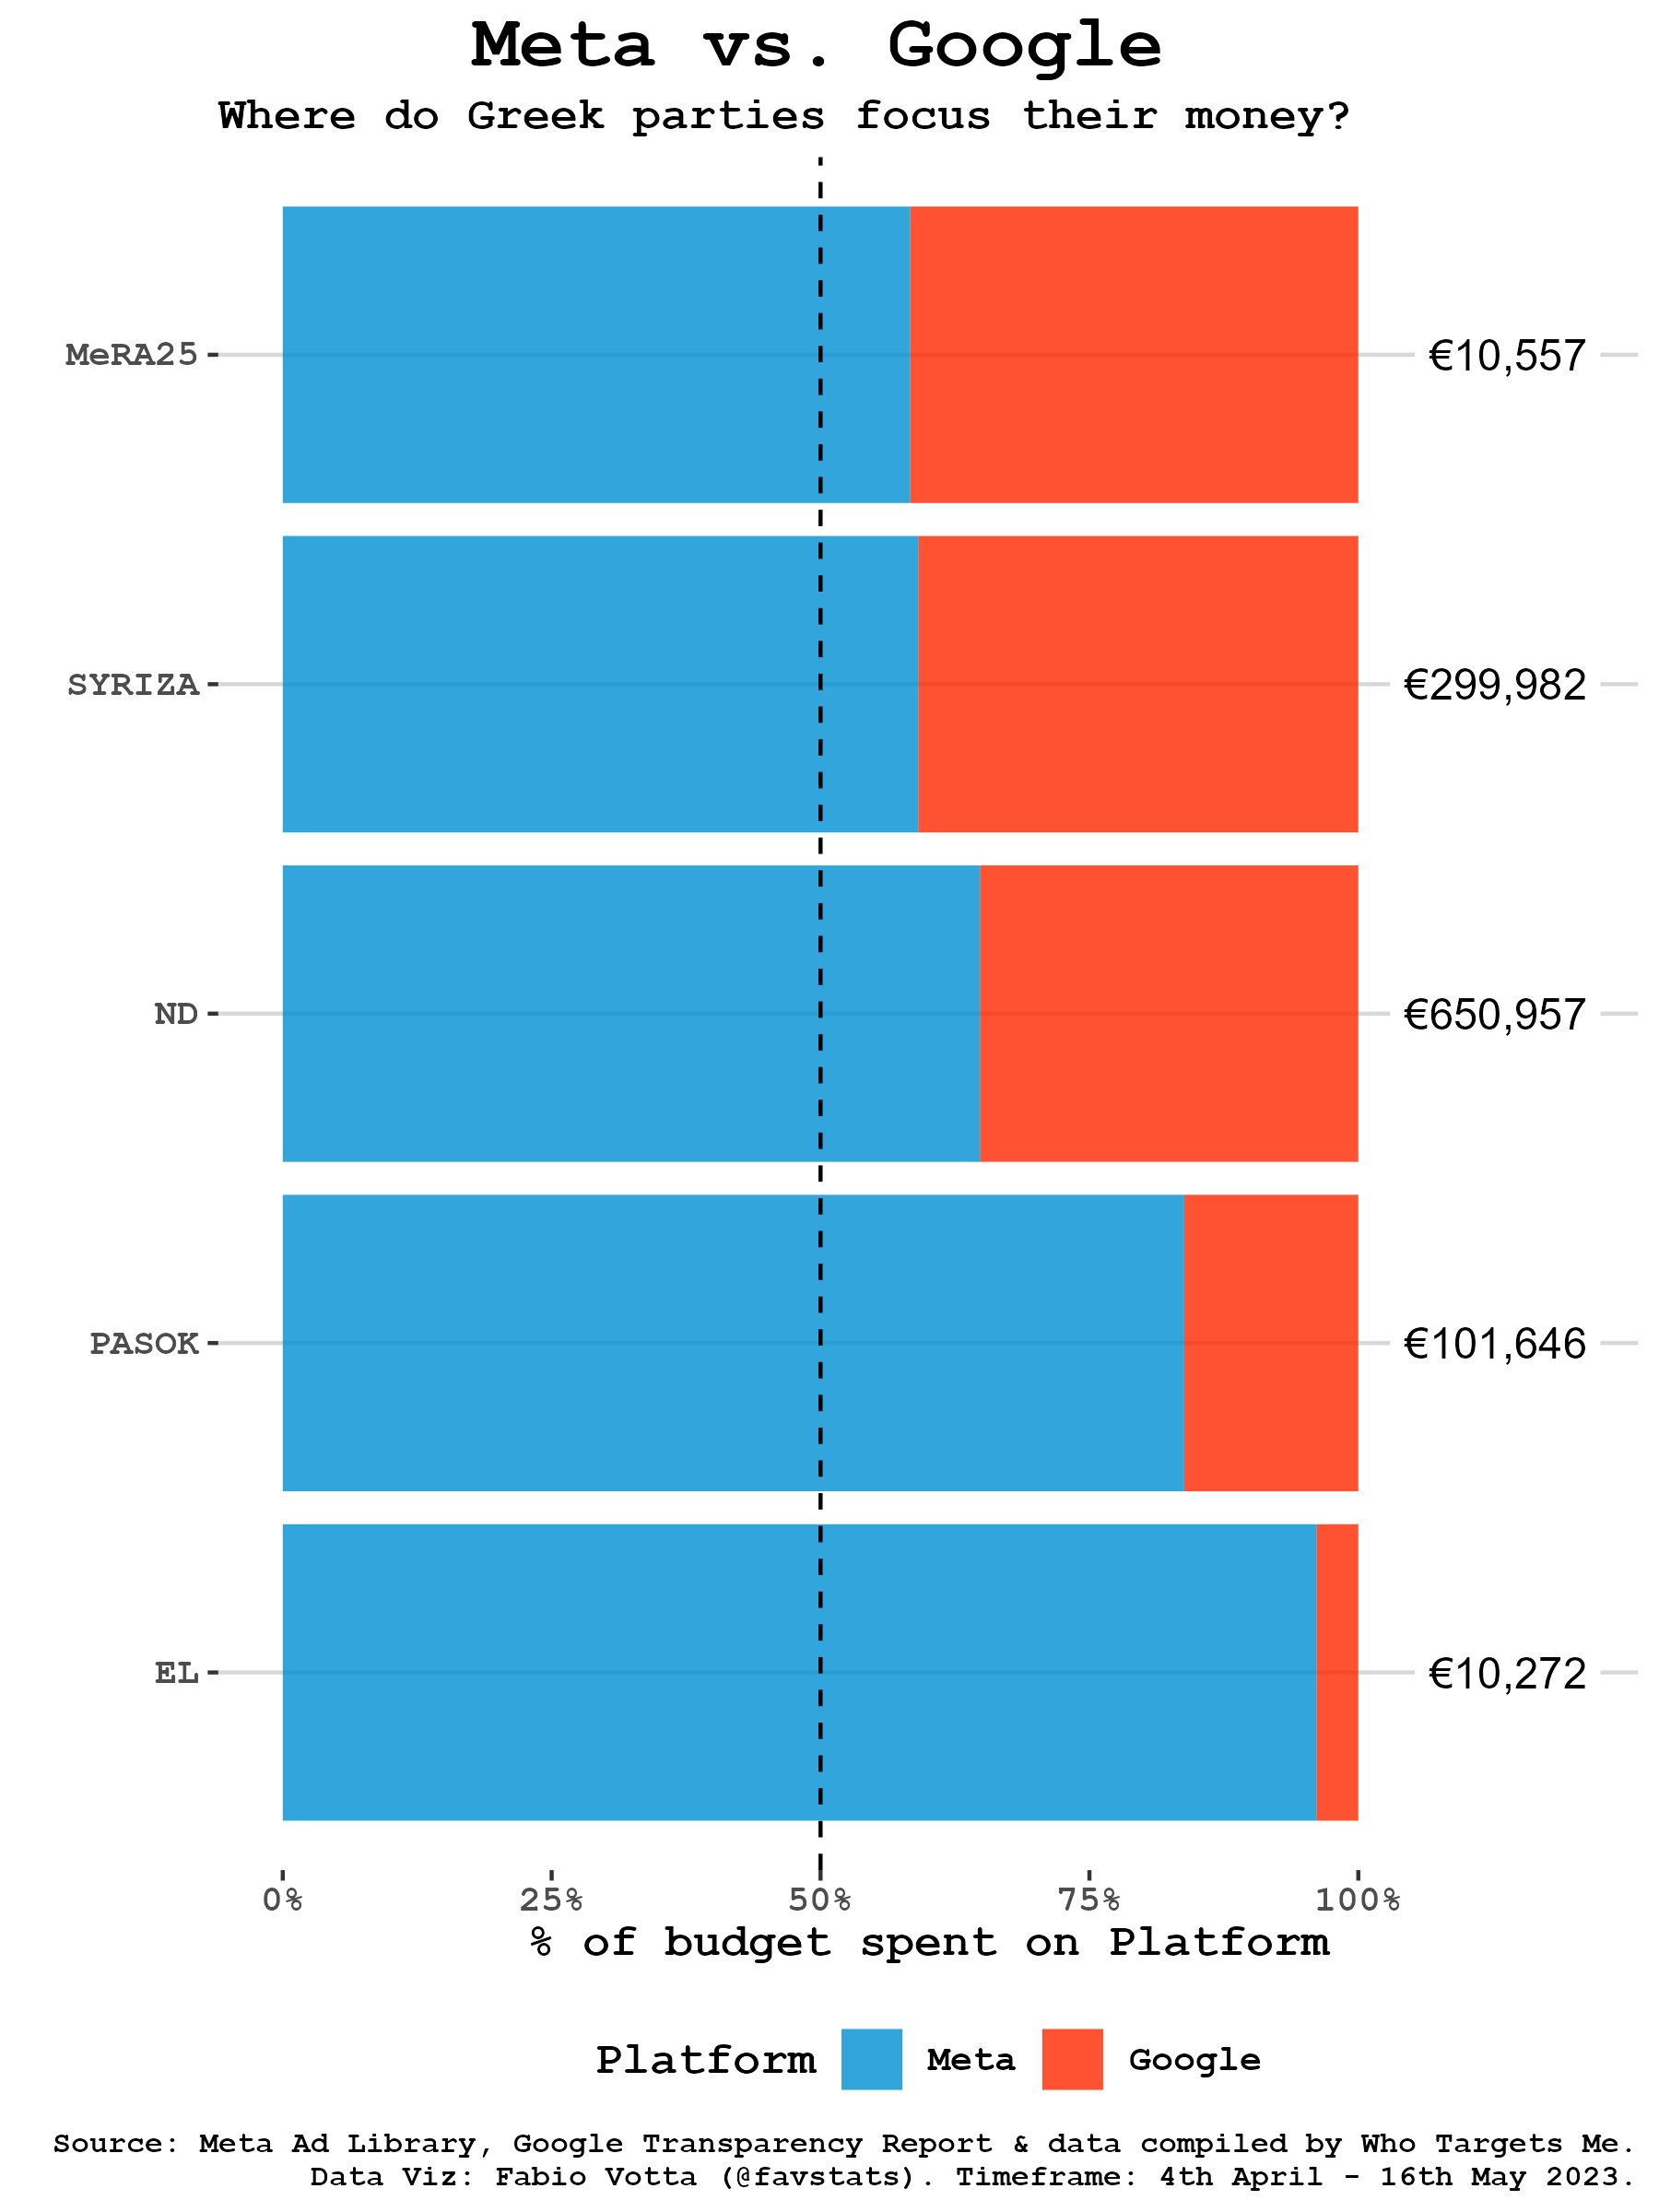 Meta vs. Google
Where do Greek parties focus their money?
MeRA25
€10,557
SYRIZA
€299,982
ND
€650,957
PASOK
€101,646
EL
€10,272
0% 25% 50% 75% 100%
% of budget spent on Platform
Platform Meta Google
Source: Meta Ad Library, Google Transparency Report & data compiled by Who Targets Me.
Data Viz: Fabio Votta (@favstats). Timeframe: 4th April - 16th May 2023.